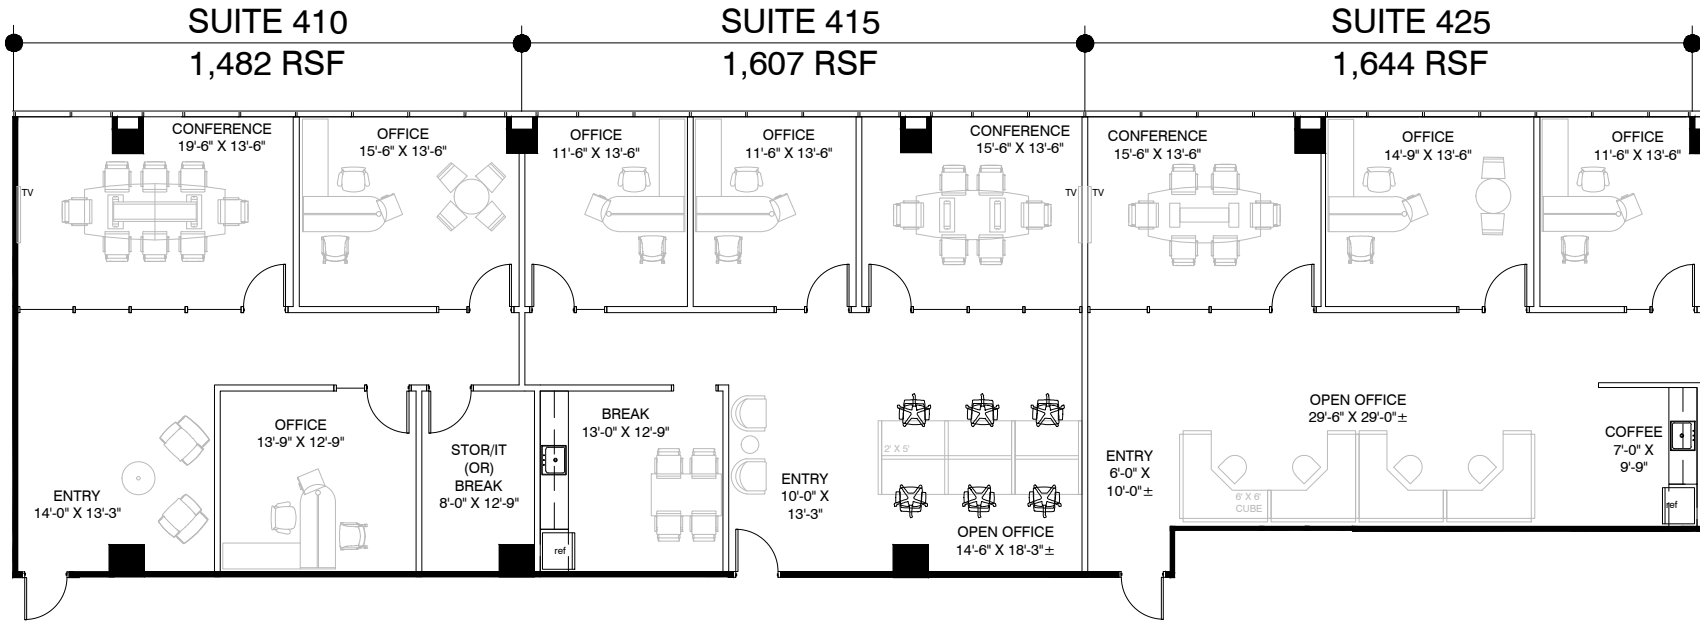 SUITE 410
1,482 RSF
SUITE 415
1,607 RSF
SUITE 425
1,644 RSF
CONFERENCE
19'-6" X 13'-6"
OFFICE
15'-6" X 13'-6"
OFFICE
11'-6" X 13'-6"
OFFICE
11'-6" X 13'-6"
CONFERENCE
15'-6" X 13'-6"
CONFERENCE
15'-6" X 13'-6"
OFFICE
14'-9" X 13'-6"
OFFICE
11'-6" X 13'-6"
TV
TV
TV
ENTRY
14'-0" X 13'-3"
OFFICE
13'-9" X 12'-9"
STOR/IT
(OR)
BREAK
8'-0" X 12'-9"
BREAK
13'-0" X 12'-9"
ref
ENTRY
10'-0" X
13'-3"
2' X 5'
OPEN OFFICE
14'-6" X 18'-3"±
ENTRY
6'-0" X
10'-0"±
OPEN OFFICE
29'-6" X 29'-0"±
6' X 6'
CUBE
COFFEE
7'-0" X
9'-9"
ref